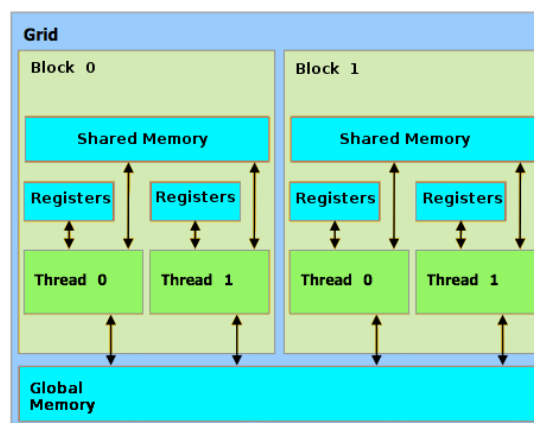 Grid
Block 0
Block 1
Shared Memory
Shared Memory
Registers
Registers
Registers
Registers
Thread 0
Thread 1
Thread 0
Thread 1
Global
Memory